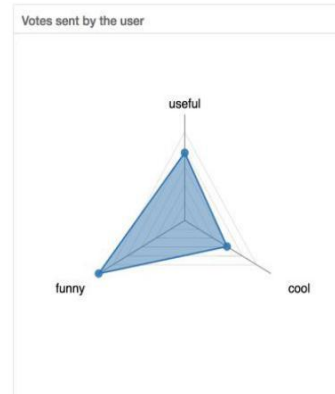 Votes sent by the user
useful
funny
cool